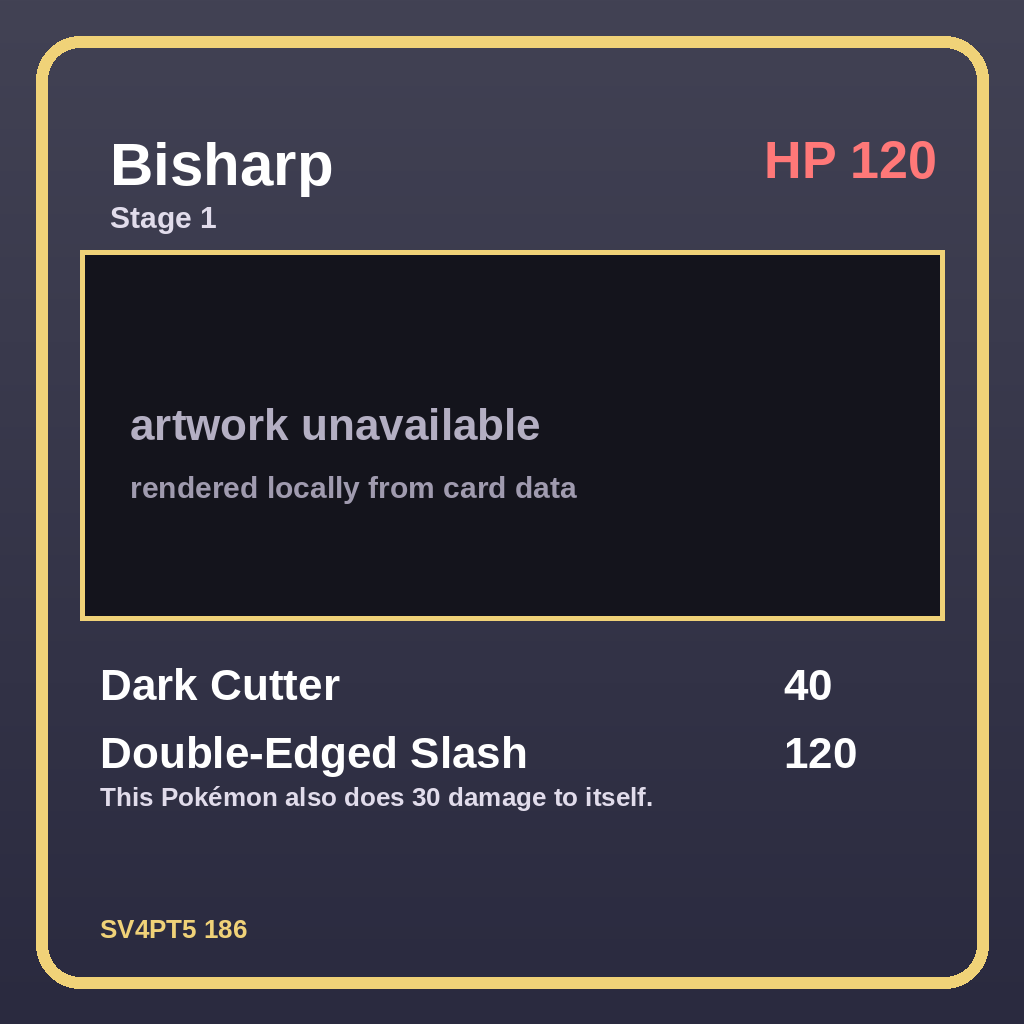 Bisharp
HP 120
Stage 1
artwork unavailable
rendered locally from card data
Dark Cutter 40
Double-Edged Slash 120
This Pokémon also does 30 damage to itself.
SV4PT5 186